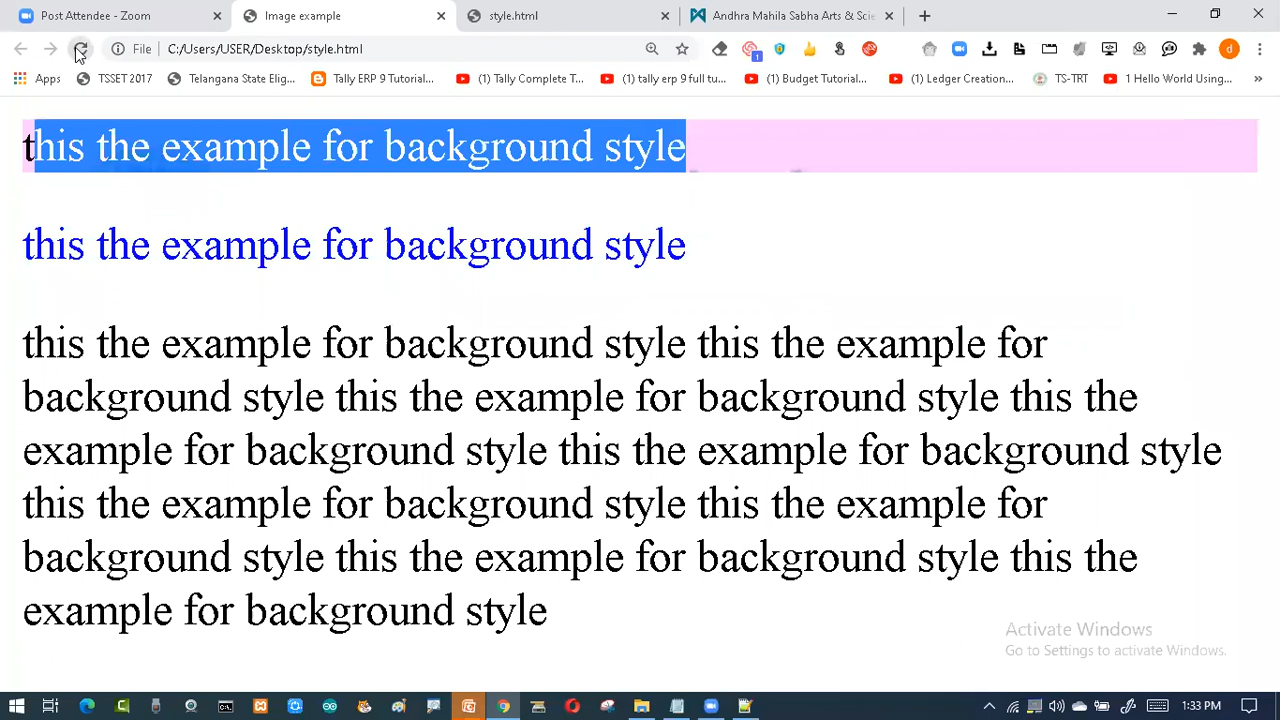 Post Attendee - Zoom
Image example
style.html
Andhra Mahila Sabha Arts & Scie
File
C:/Users/USER/Desktop/style.html
1
d
Apps
TSSET 2017
Telangana State Elig...
Tally ERP 9 Tutorial...
(1) Tally Complete T...
(1) tally erp 9 full tu...
(1) Budget Tutorial...
(1) Ledger Creation...
TS-TRT
1 Hello World Using...
this the example for background style
this the example for background style
this the example for background style this the example for
background style this the example for background style this the
example for background style this the example for background style
this the example for background style this the example for
background style this the example for background style this the
example for background style
Activate Windows
Go to Settings to activate Windows.
1:33 PM